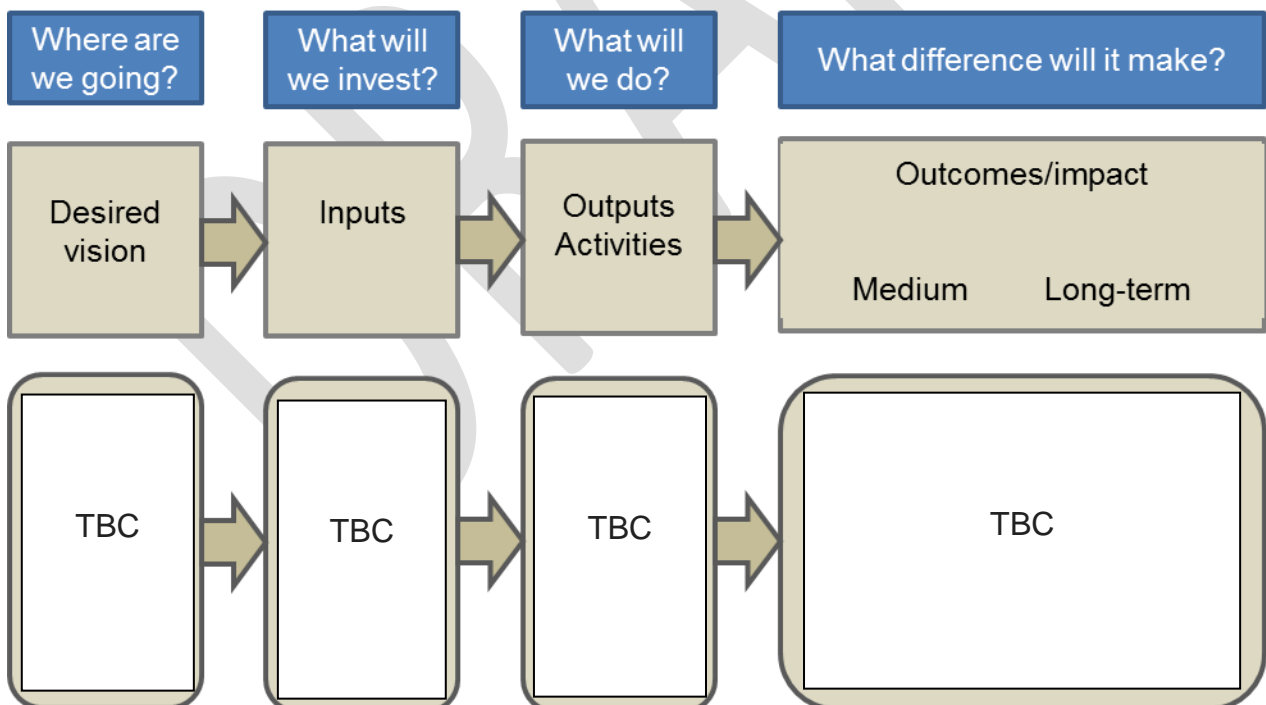 Where are
we going?
What will
we invest?
What will
we do?
What difference will it make?
Desired
vision
Inputs
Outputs
Activities
Outcomes/impact
Medium Long-term
TBC
TBC
TBC
TBC